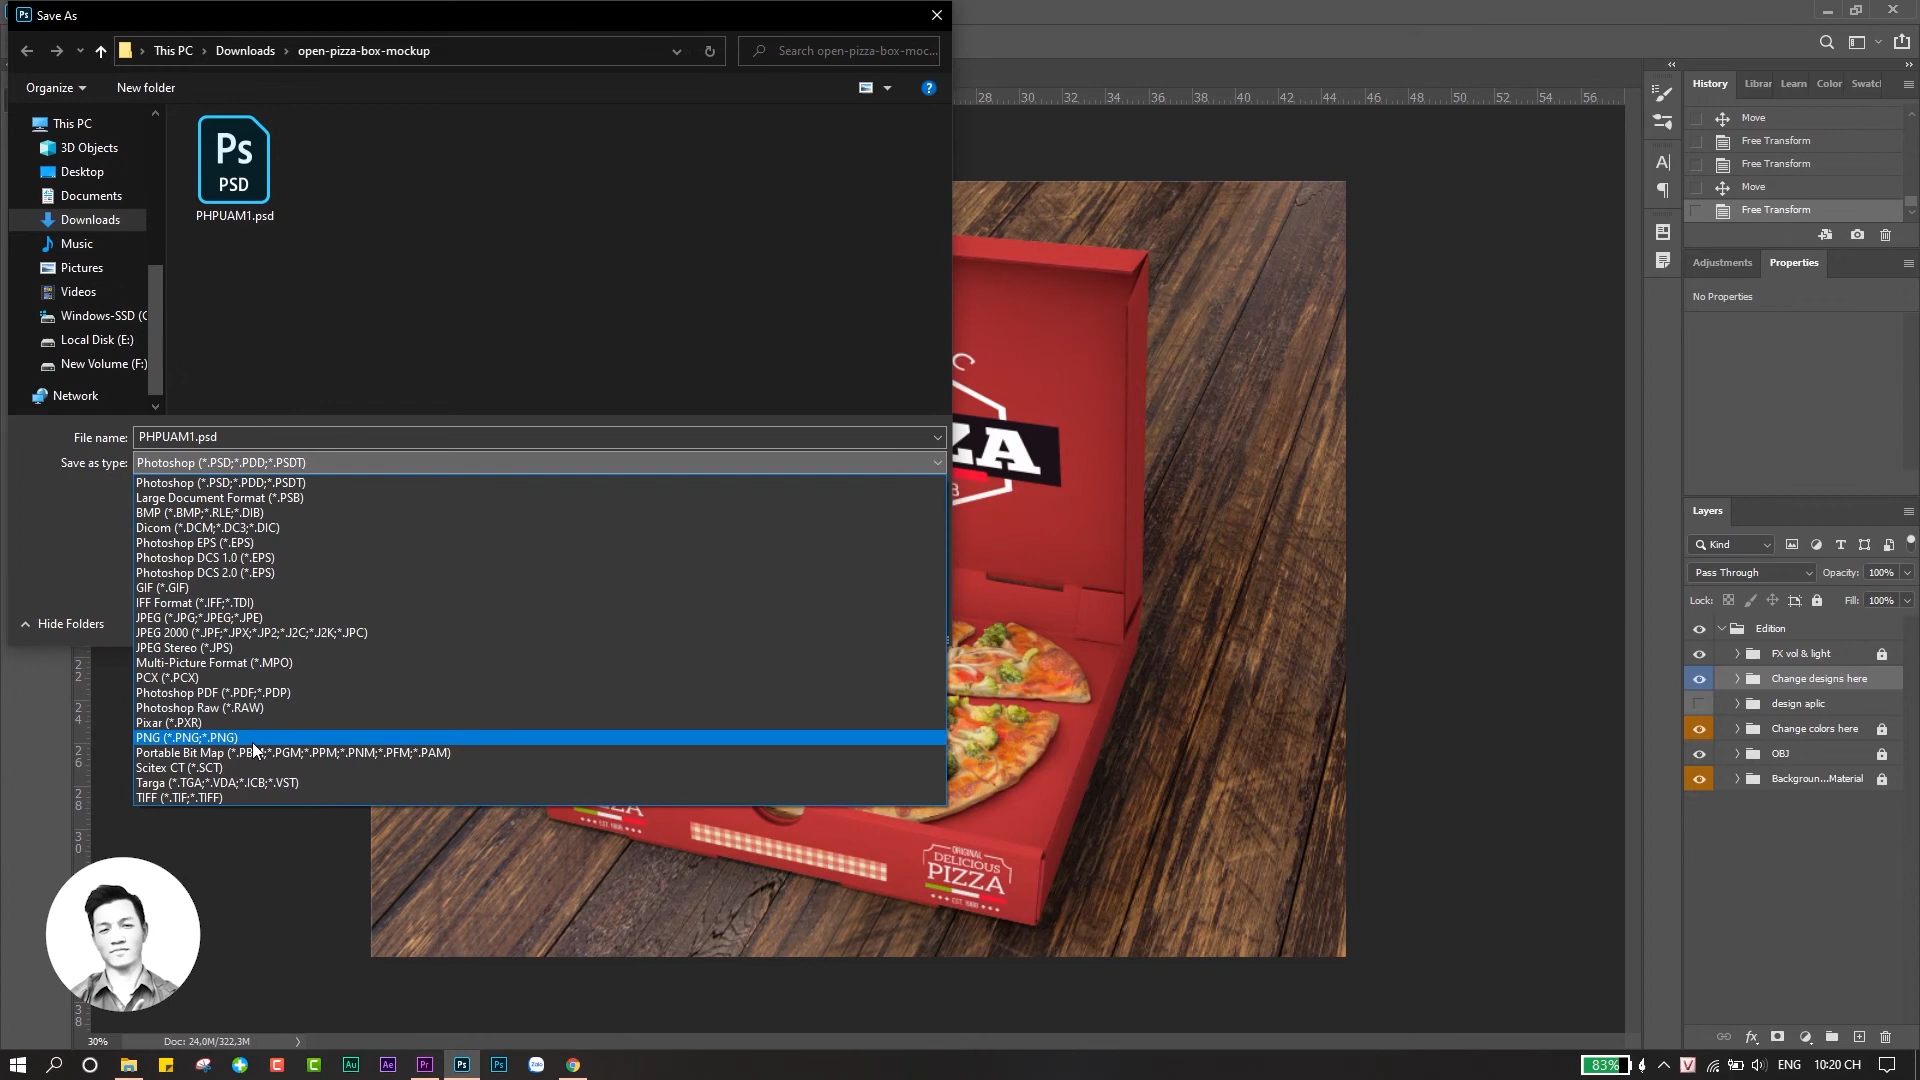 Ps Save As
This PC > Downloads > open-pizza-box-mockup
Search open-pizza-box-moc...
Organize
New folder
?
This PC
3D Objects
Desktop
Documents
Downloads
Music
Pictures
Videos
Windows-SSD (C
Local Disk (E:)
New Volume (F:)
Network
Ps
PSD
PHPUAM1.psd
File name: PHPUAM1.psd
Save as type: Photoshop (*.PSD;*.PDD;*.PSDT)
Photoshop (*.PSD;*.PDD;*.PSDT)
Large Document Format (*.PSB)
BMP (*.BMP;*.RLE;*.DIB)
Dicom (*.DCM;*.DC3;*.DIC)
Photoshop EPS (*.EPS)
Photoshop DCS 1.0 (*.EPS)
Photoshop DCS 2.0 (*.EPS)
GIF (*.GIF)
IFF Format (*.IFF;*.TDI)
JPEG (*.JPG;*.JPEG;*.JPE)
JPEG 2000 (*.JPF;*.JPX;*.JP2;*.J2C;*.J2K;*.JPC)
JPEG Stereo (*.JPS)
Multi-Picture Format (*.MPO)
PCX (*.PCX)
Photoshop PDF (*.PDF;*.PDP)
Photoshop Raw (*.RAW)
Pixar (*.PXR)
PNG (*.PNG;*.PNG)
Portable Bit Map (*.PBM;*.PGM;*.PPM;*.PNM;*.PFM;*.PAM)
Scitex CT (*.SCT)
Targa (*.TGA;*.VDA;*.ICB;*.VST)
TIFF (*.TIF;*.TIFF)
Hide Folders
28 30 32 34 36 38 40 42 44 46 48 50 52 54 56
C
ZA
ORIGINAL
DELICIOUS
PIZZA
History Librar Learn Color Swatc
Move
Free Transform
Free Transform
Move
Free Transform
Adjustments Properties
No Properties
Layers
Kind
Pass Through Opacity: 100%
Lock: Fill: 100%
Edition
FX vol & light
Change designs here
design aplic
Change colors here
OBJ
Backgroun...Material
30% Doc: 24,0M/322,3M
Au Ae Pr Ps Ps Zalo
83% V ENG 10:20 CH